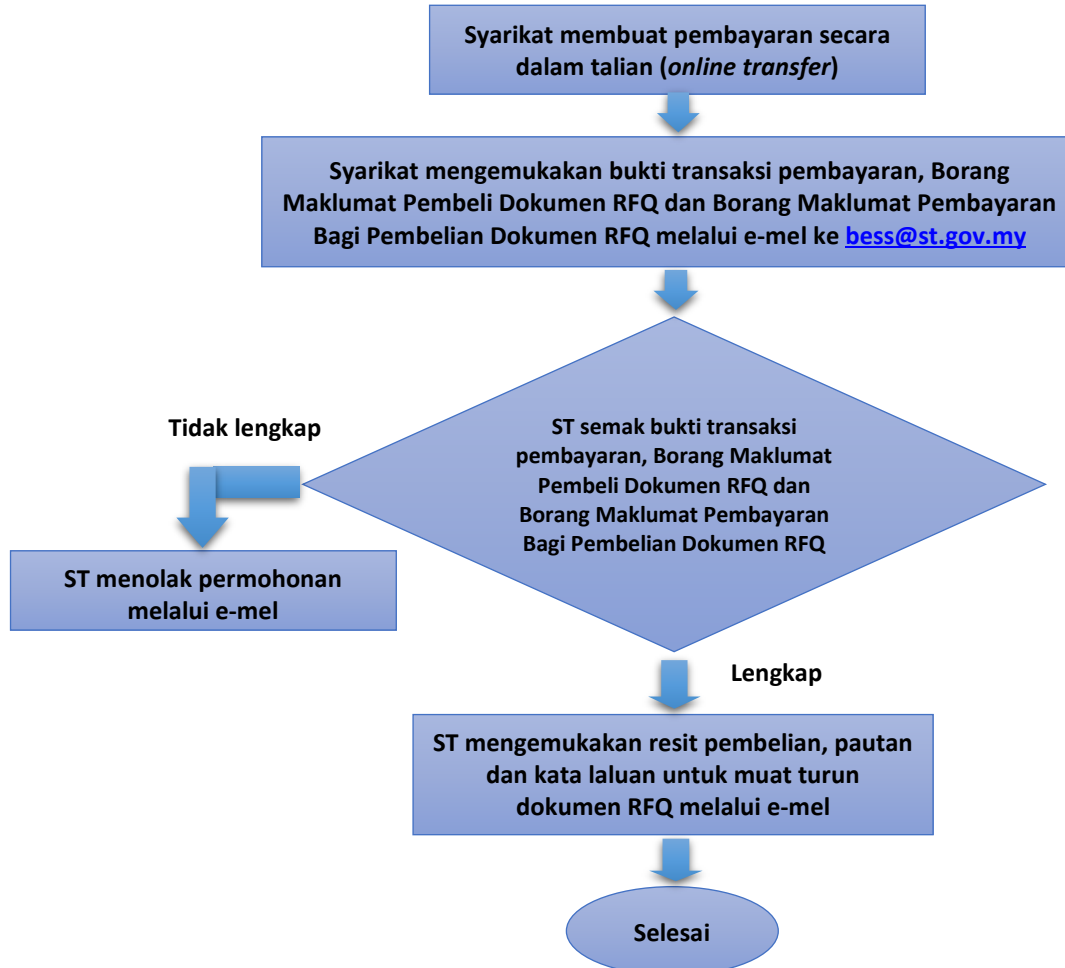 Syarikat membuat pembayaran secara
dalam talian (online transfer)
Syarikat mengemukakan bukti transaksi pembayaran, Borang
Maklumat Pembeli Dokumen RFQ dan Borang Maklumat Pembayaran
Bagi Pembelian Dokumen RFQ melalui e-mel ke bess@st.gov.my
Tidak lengkap
ST semak bukti transaksi
pembayaran, Borang Maklumat
Pembeli Dokumen RFQ dan
Borang Maklumat Pembayaran
Bagi Pembelian Dokumen RFQ
ST menolak permohonan
melalui e-mel
Lengkap
ST mengemukakan resit pembelian, pautan
dan kata laluan untuk muat turun
dokumen RFQ melalui e-mel
Selesai